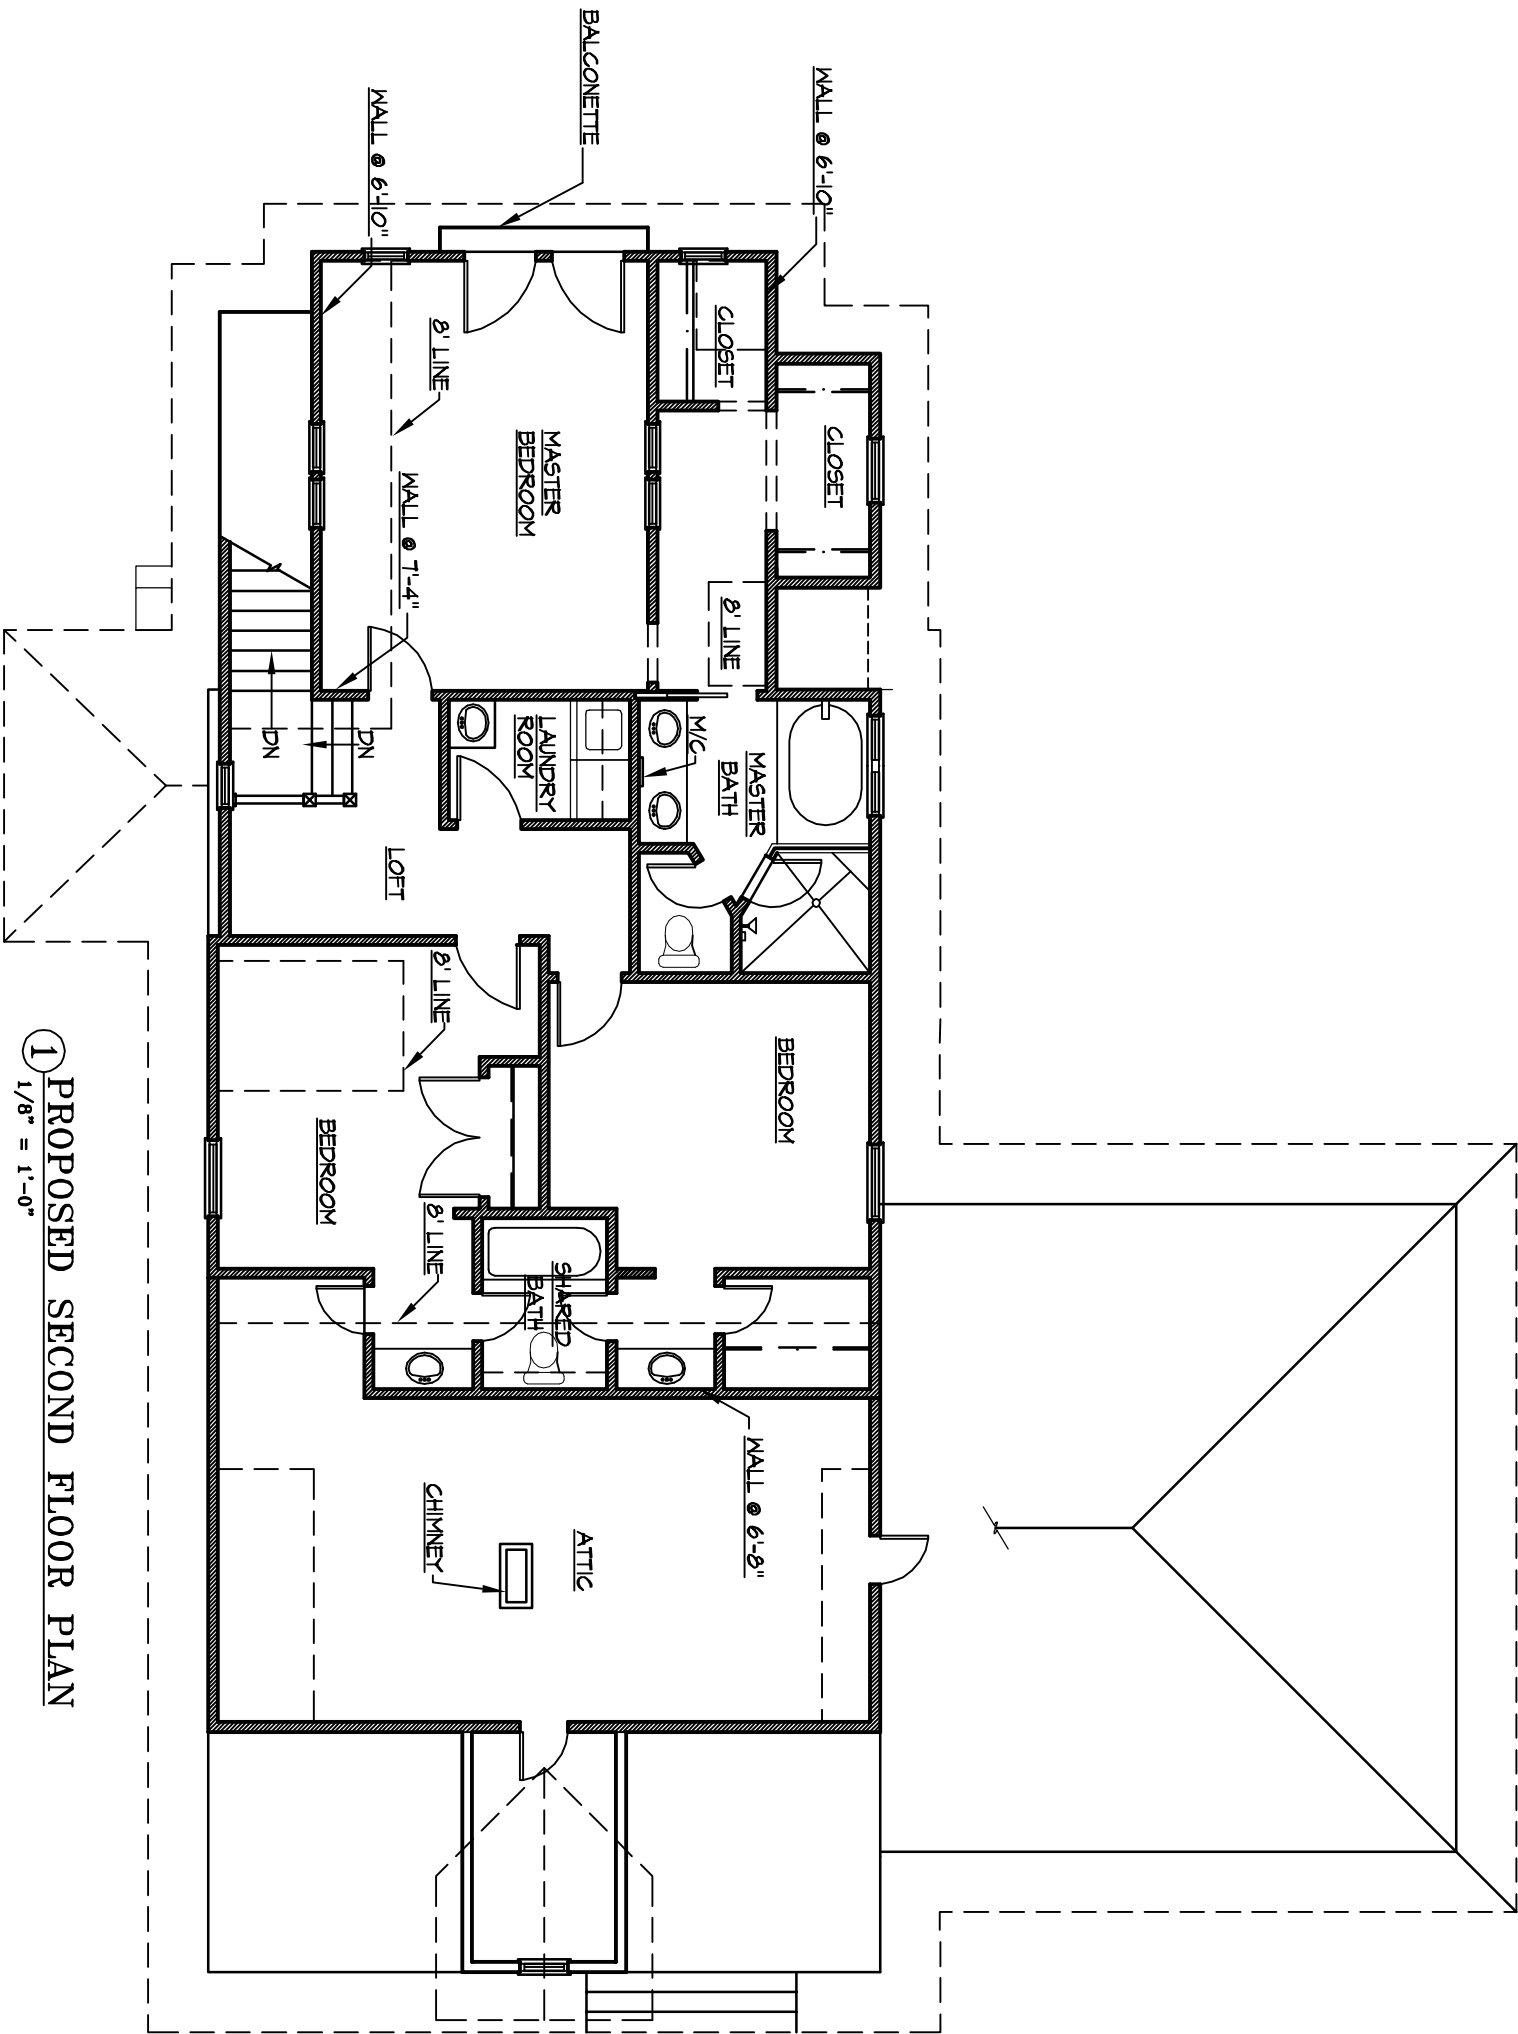 BALCONETTE
WALL @ 6'-10"
WALL @ 6'-10"
CLOSET
CLOSET
8' LINE
MASTER
BEDROOM
WALL @ 7'-4"
8' LINE
DN
DN
LAUNDRY
ROOM
M/C
MASTER
BATH
LOFT
8' LINE
BEDROOM
BEDROOM
8' LINE
SHARED
BATH
WALL @ 6'-8"
CHIMNEY
ATTIC
1 PROPOSED SECOND FLOOR PLAN
1/8" = 1'-0"